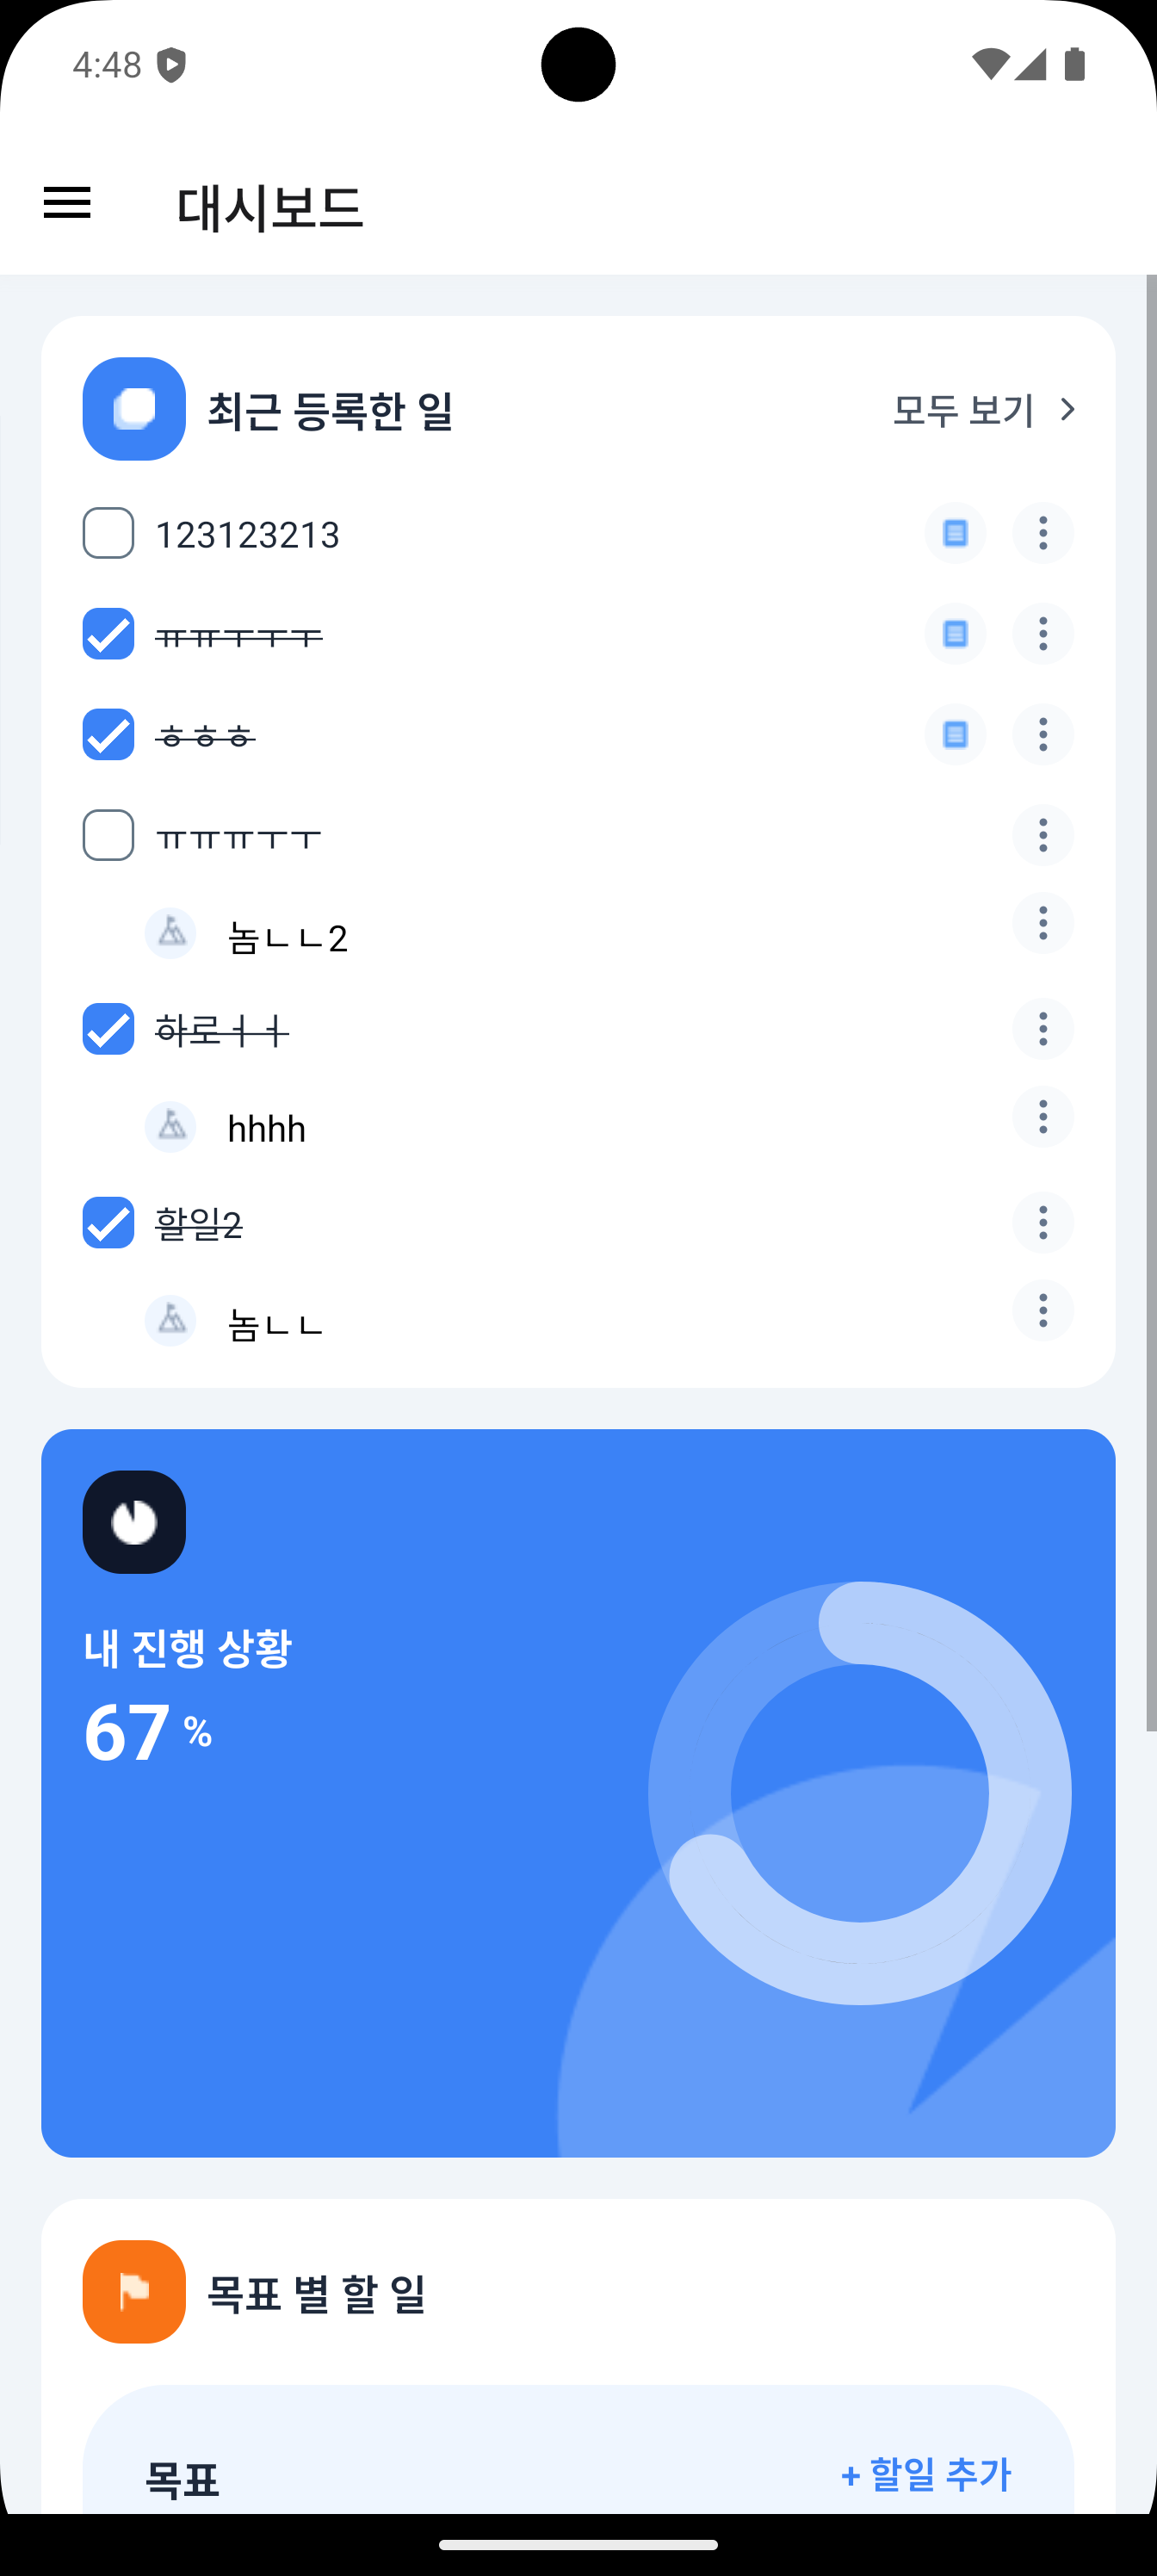 4:48
대시보드
최근 등록한 일
모두 보기
123123213
ㅠㅠㅜㅜㅜ
ㅎㅎㅎ
ㅠㅠㅠㅜㅜ
놈ㄴㄴ2
하로ㅓㅓ
hhhh
할일2
놈ㄴㄴ
내 진행 상황
67 %
목표 별 할 일
목표
+ 할일 추가